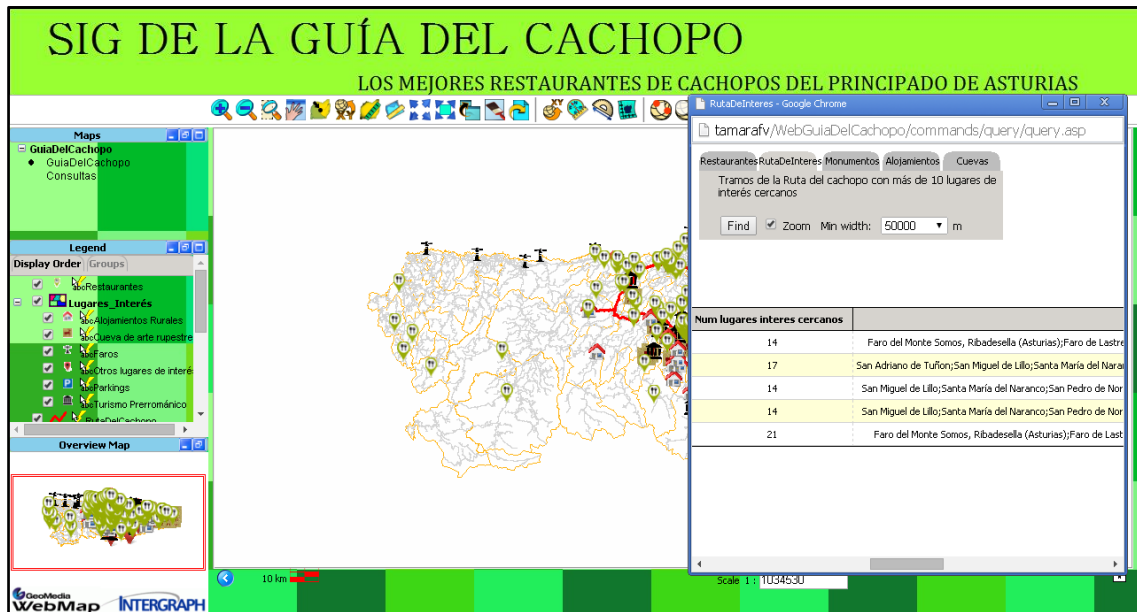 SIG DE LA GUÍA DEL CACHOPO
LOS MEJORES RESTAURANTES DE CACHOPOS DEL PRINCIPADO DE ASTURIAS
Maps
GuiaDelCachopo
GuiaDelCachopo
Consultas
Legend
Display Order Groups
abcRestaurantes
Lugares_Interés
abcAlojamientos Rurales
abcCueva de arte rupestre
abcFaros
abcOtros lugares de interés
abcParkings
abcTurismo Prerrománico
RutaDelCachopo
Overview Map
GeoMedia
WebMap INTERGRAPH
10 km
Scale 1 : 1034530
RutaDeInteres - Google Chrome
tamarafv/WebGuiaDelCachopo/commands/query/query.asp
Restaurantes RutaDeInteres Monumentos Alojamientos Cuevas
Tramos de la Ruta del cachopo con más de 10 lugares de
interés cercanos
Find Zoom Min width: 50000 m
Num lugares interes cercanos
14 Faro del Monte Somos, Ribadesella (Asturias);Faro de Lastre
17 San Adriano de Tuñon;San Miguel de Lillo;Santa María del Naran
14 San Miguel de Lillo;Santa María del Naranco;San Pedro de Nor
14 San Miguel de Lillo;Santa María del Naranco;San Pedro de Nor
21 Faro del Monte Somos, Ribadesella (Asturias);Faro de Last